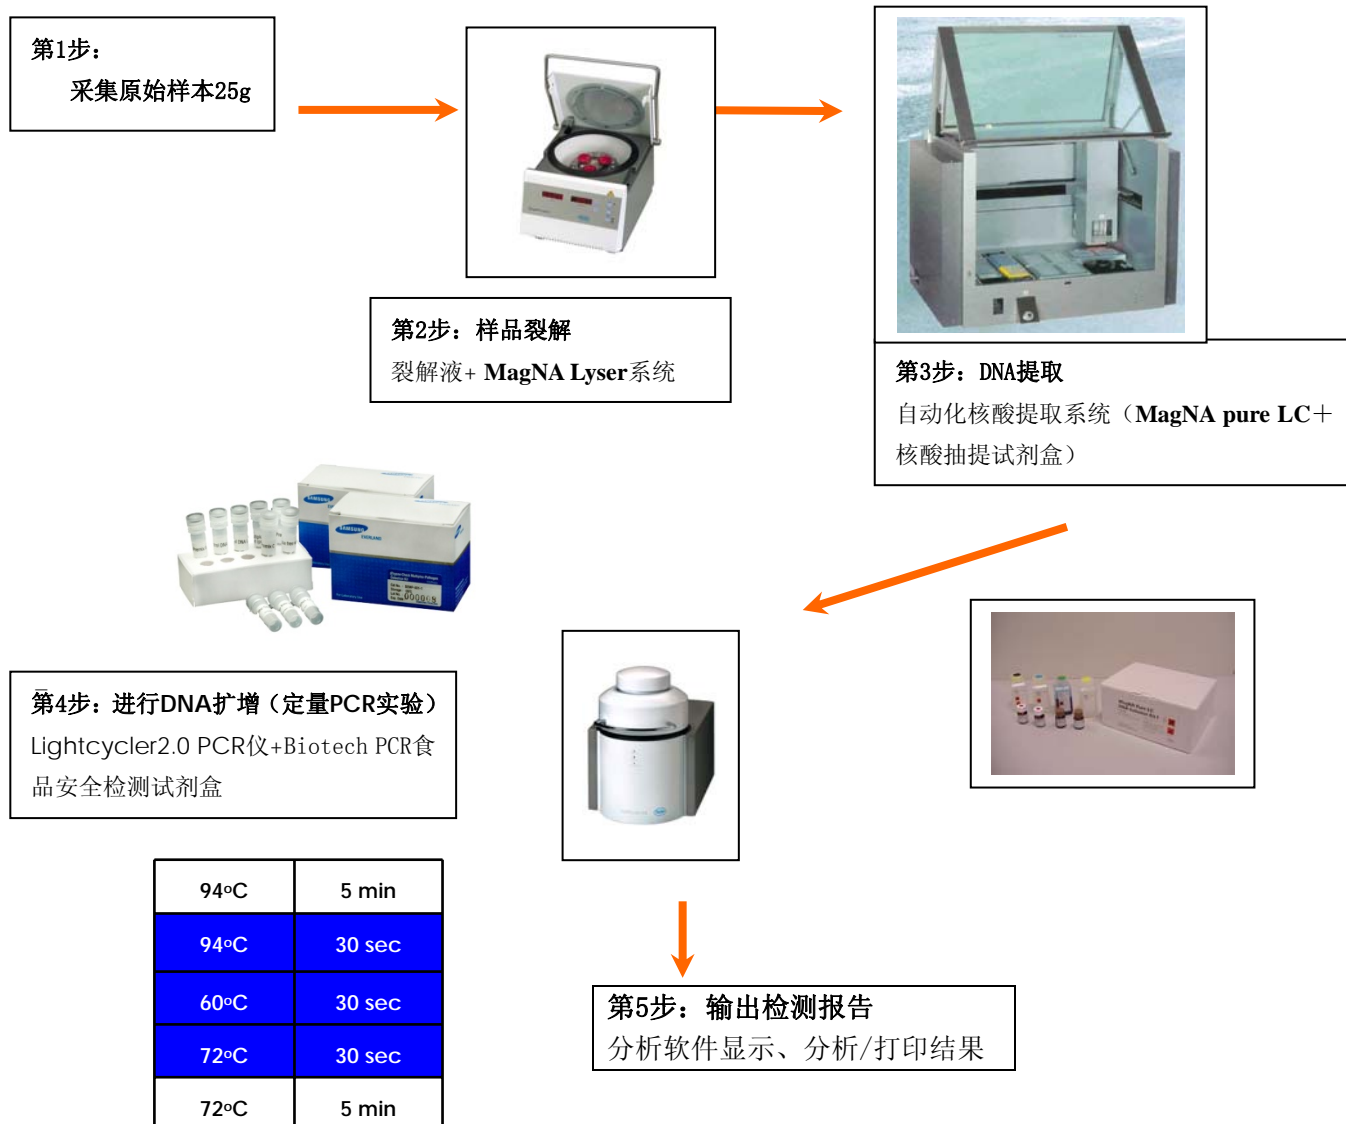 第1步：
采集原始样本25g
第2步：样品裂解
裂解液+ MagNA Lyser系统
第3步：DNA提取
自动化核酸提取系统（MagNA pure LC＋
核酸抽提试剂盒）
SAMSUNG
SAMSUNG
第4步：进行DNA扩增（定量PCR实验）
Lightcycler2.0 PCR仪+Biotech PCR食
品安全检测试剂盒
94oC 5 min
94oC 30 sec
60oC 30 sec
72oC 30 sec
72oC 5 min
第5步：输出检测报告
分析软件显示、分析/打印结果